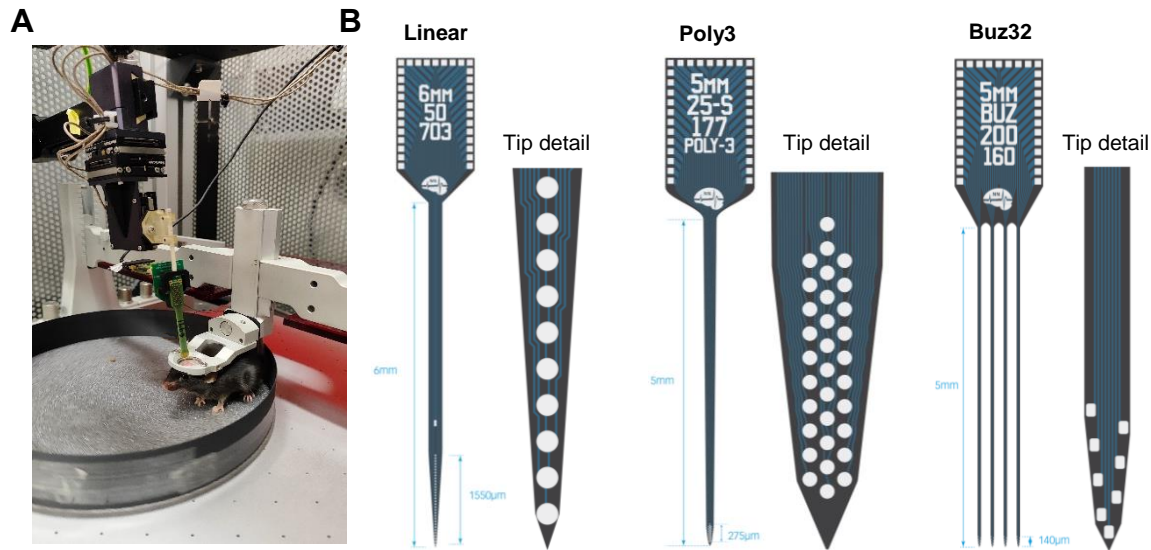 A
B
Linear
Poly3
Buz32
6MM
50
703
5MM
25-S
177
POLY-3
5MM
BUZ
200
160
Tip detail
Tip detail
Tip detail
6mm
5mm
5mm
1550μm
275μm
140μm